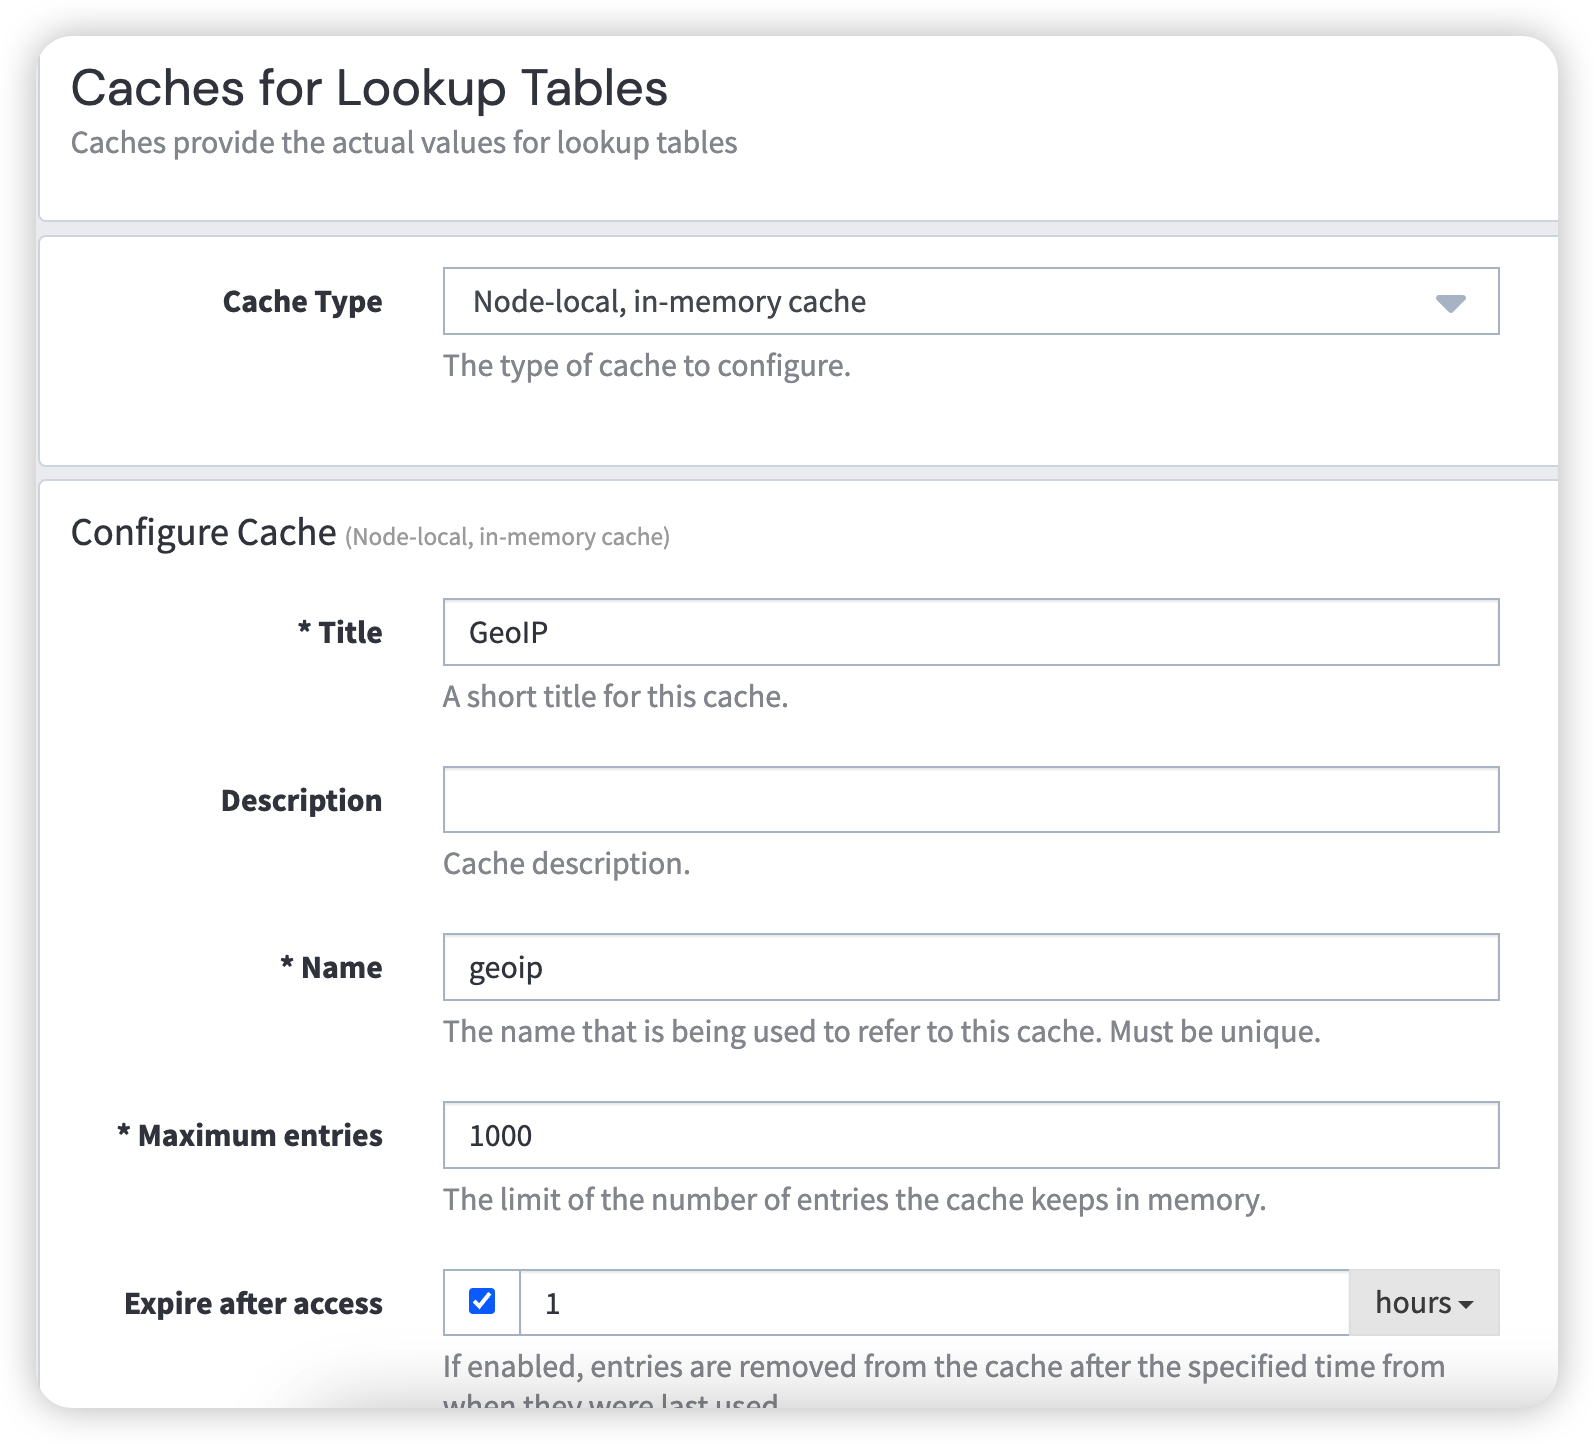 Caches for Lookup Tables
Caches provide the actual values for lookup tables
Cache Type
Node-local, in-memory cache
The type of cache to configure.
Configure Cache (Node-local, in-memory cache)
* Title
GeoIP
A short title for this cache.
Description
Cache description.
* Name
geoip
The name that is being used to refer to this cache. Must be unique.
* Maximum entries
1000
The limit of the number of entries the cache keeps in memory.
Expire after access
1
hours
If enabled, entries are removed from the cache after the specified time from
when they were last used